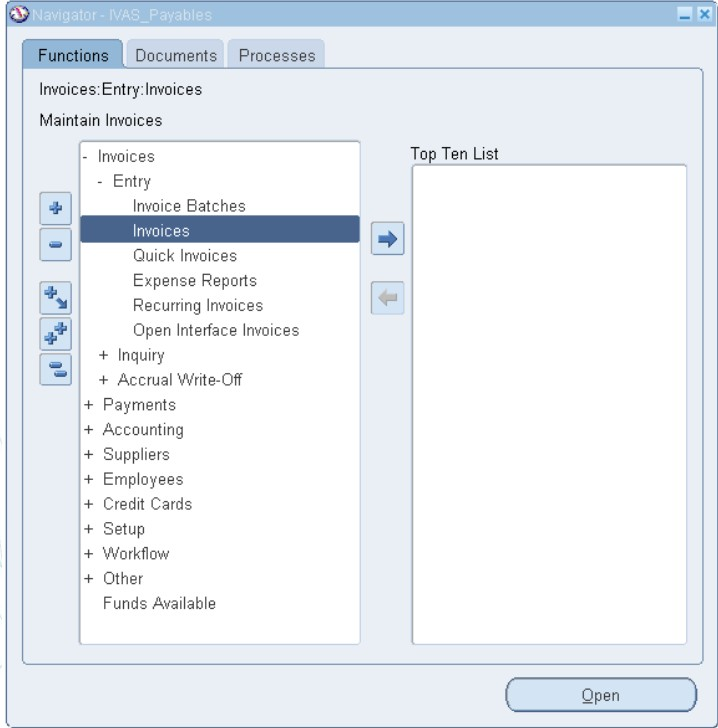 Navigator - IVAS_Payables
Functions Documents Processes
Invoices:Entry:Invoices
Maintain Invoices
Top Ten List
- Invoices
- Entry
Invoice Batches
Invoices
Quick Invoices
Expense Reports
Recurring Invoices
Open Interface Invoices
+ Inquiry
+ Accrual Write-Off
+ Payments
+ Accounting
+ Suppliers
+ Employees
+ Credit Cards
+ Setup
+ Workflow
+ Other
Funds Available
Open